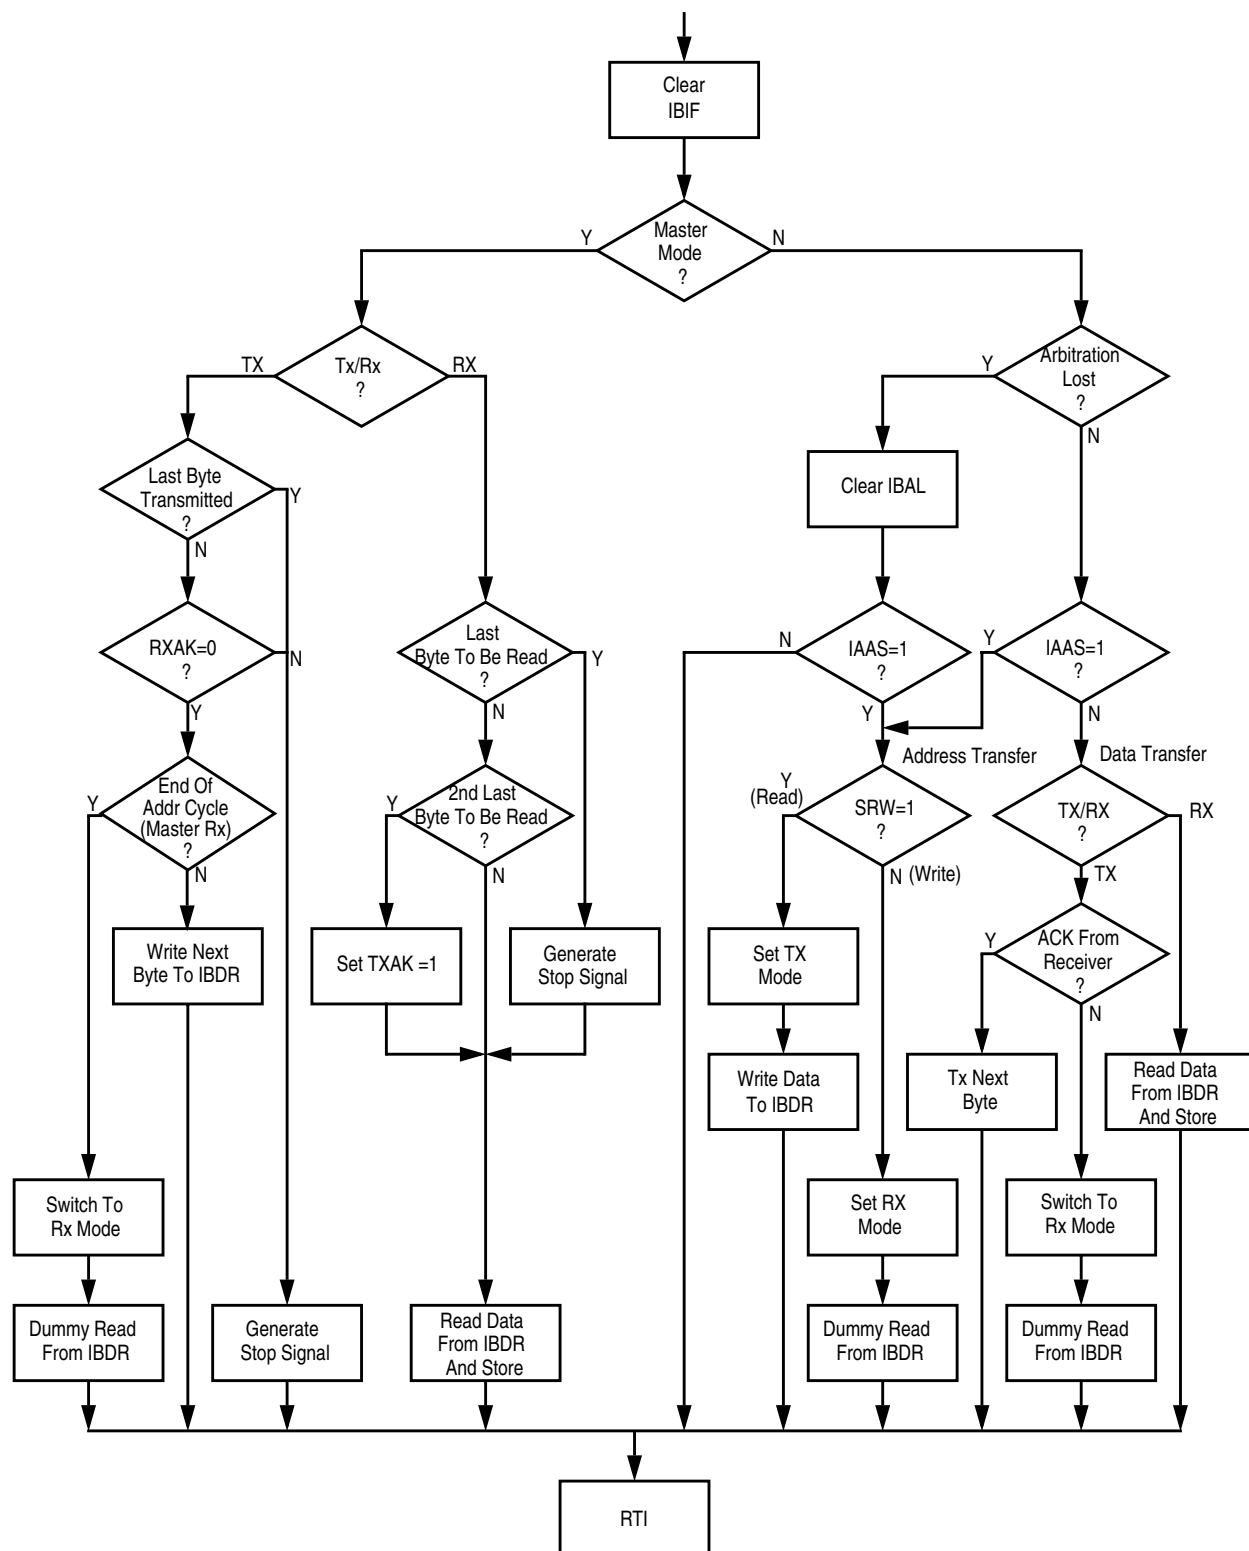 Clear
IBIF
Master
Mode
?
Y
N
Tx/Rx
?
TX
RX
Arbitration
Lost
?
Y
N
Last Byte
Transmitted
?
Y
N
Clear IBAL
RXAK=0
?
N
Y
Last
Byte To Be Read
?
Y
N
IAAS=1
?
N
Y
IAAS=1
?
Y
N
Address Transfer
Data Transfer
End Of
Addr Cycle
(Master Rx)
?
Y
N
2nd Last
Byte To Be Read
?
Y
N
Y
(Read)
SRW=1
?
N (Write)
TX/RX
?
RX
TX
Write Next
Byte To IBDR
Set TXAK =1
Generate
Stop Signal
Set TX
Mode
ACK From
Receiver
?
Y
N
Write Data
To IBDR
Tx Next
Byte
Read Data
From IBDR
And Store
Switch To
Rx Mode
Set RX
Mode
Switch To
Rx Mode
Dummy Read
From IBDR
Generate
Stop Signal
Read Data
From IBDR
And Store
Dummy Read
From IBDR
Dummy Read
From IBDR
RTI